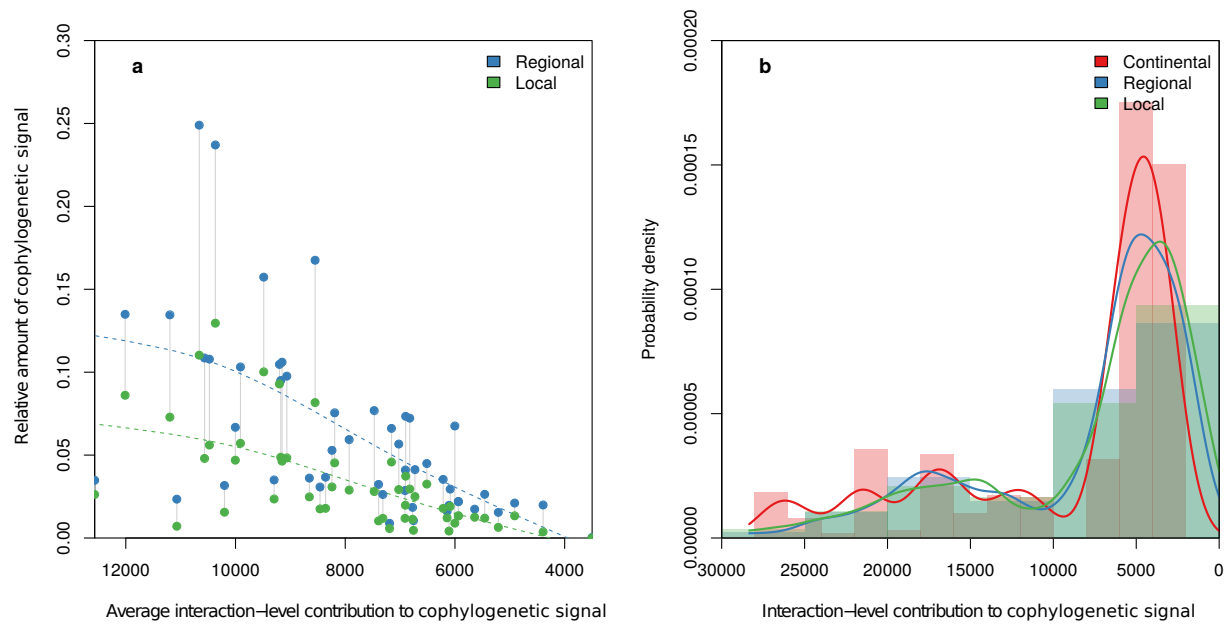 a
Regional
Local
0.30
0.25
0.20
0.15
0.10
0.05
0.00
Relative amount of cophylogenetic signal
12000 10000 8000 6000 4000
Average interaction−level contribution to cophylogenetic signal
b
Continental
Regional
Local
0.00020
0.00015
0.00010
0.00005
0.00000
Probability density
30000 25000 20000 15000 10000 5000 0
Interaction−level contribution to cophylogenetic signal